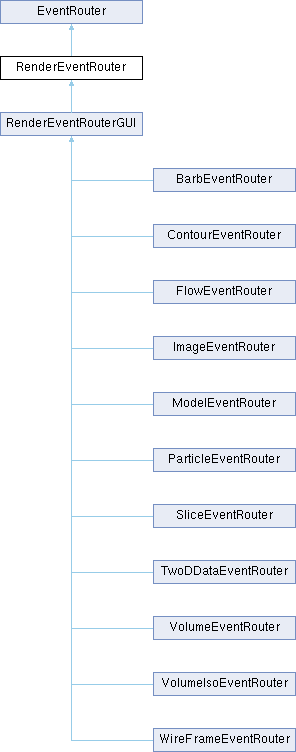 EventRouter
RenderEventRouter
RenderEventRouterGUI
BarbEventRouter
ContourEventRouter
FlowEventRouter
ImageEventRouter
ModelEventRouter
ParticleEventRouter
SliceEventRouter
TwoDDataEventRouter
VolumeEventRouter
VolumeIsoEventRouter
WireFrameEventRouter